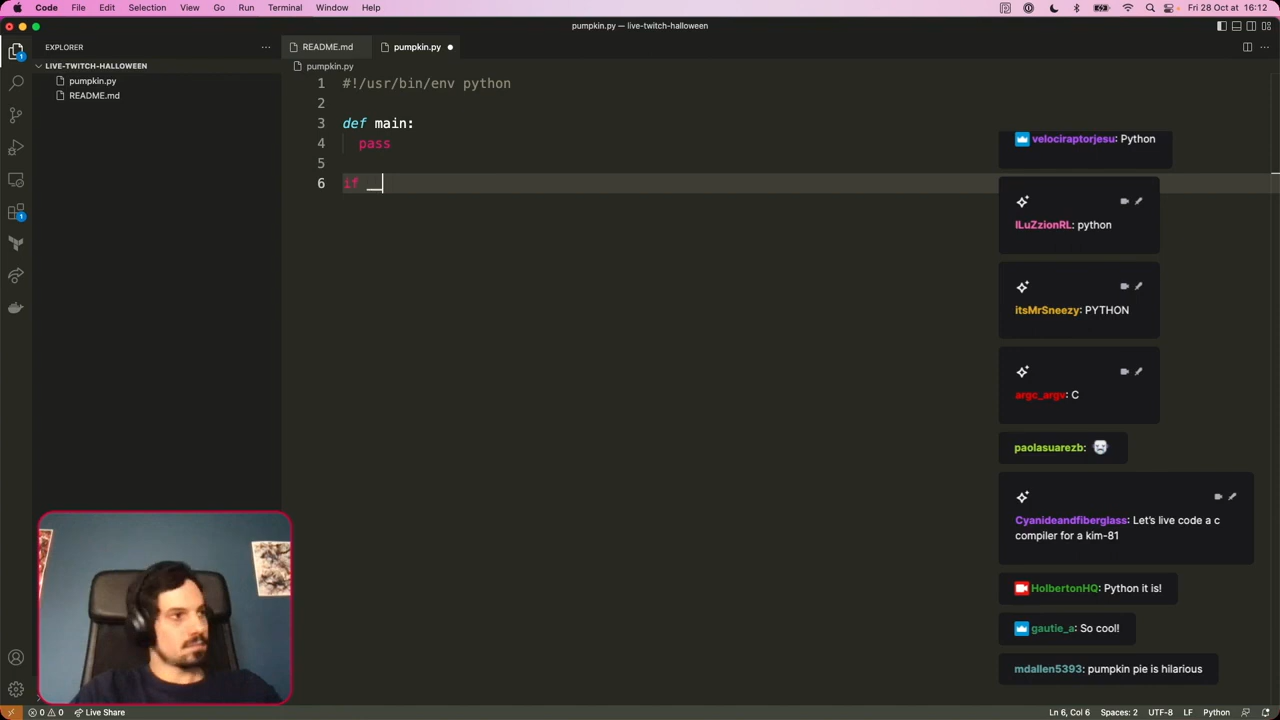 Code File Edit Selection View Go Run Terminal Window Help Fri 28 Oct at 16:12
pumpkin.py — live-twitch-halloween
EXPLORER
LIVE-TWITCH-HALLOWEEN
pumpkin.py
README.md
1
1
README.md pumpkin.py
pumpkin.py
1 #!/usr/bin/env python
2
3 def main:
4 pass
5
6 if __
velociraptorjesu: Python
ILuZzionRL: python
itsMrSneezy: PYTHON
argc_argv: C
paolasuarezb:
Cyanideandfiberglass: Let's live code a c
compiler for a kim-81
HolbertonHQ: Python it is!
gautie_a: So cool!
mdallen5393: pumpkin pie is hilarious
0 0 Live Share Ln 6, Col 6 Spaces: 2 UTF-8 LF Python